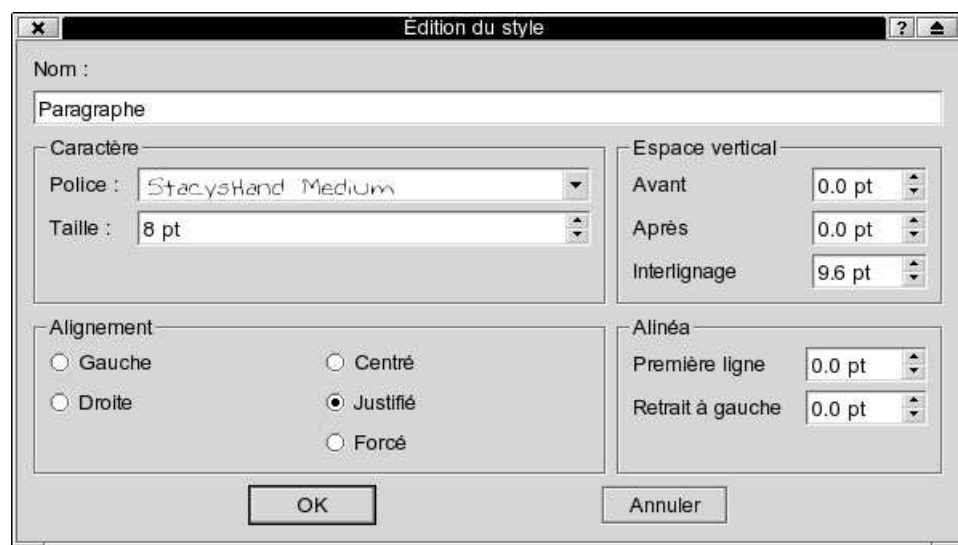 Édition du style
?
Nom :
Paragraphe
Caractère
Police : StacysHand Medium
Taille : 8 pt
Espace vertical
Avant 0.0 pt
Après 0.0 pt
Interlignage 9.6 pt
Alignement
Gauche Centré
Droite Justifié
Forcé
Alinéa
Première ligne 0.0 pt
Retrait à gauche 0.0 pt
OK Annuler